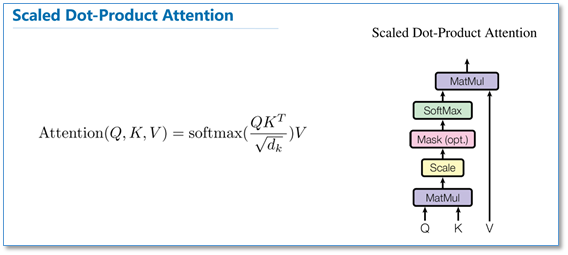 Scaled Dot-Product Attention
Scaled Dot-Product Attention
Attention(Q, K, V) = softmax(QK^T/√d_k)V
MatMul
SoftMax
Mask (opt.)
Scale
MatMul
Q K V